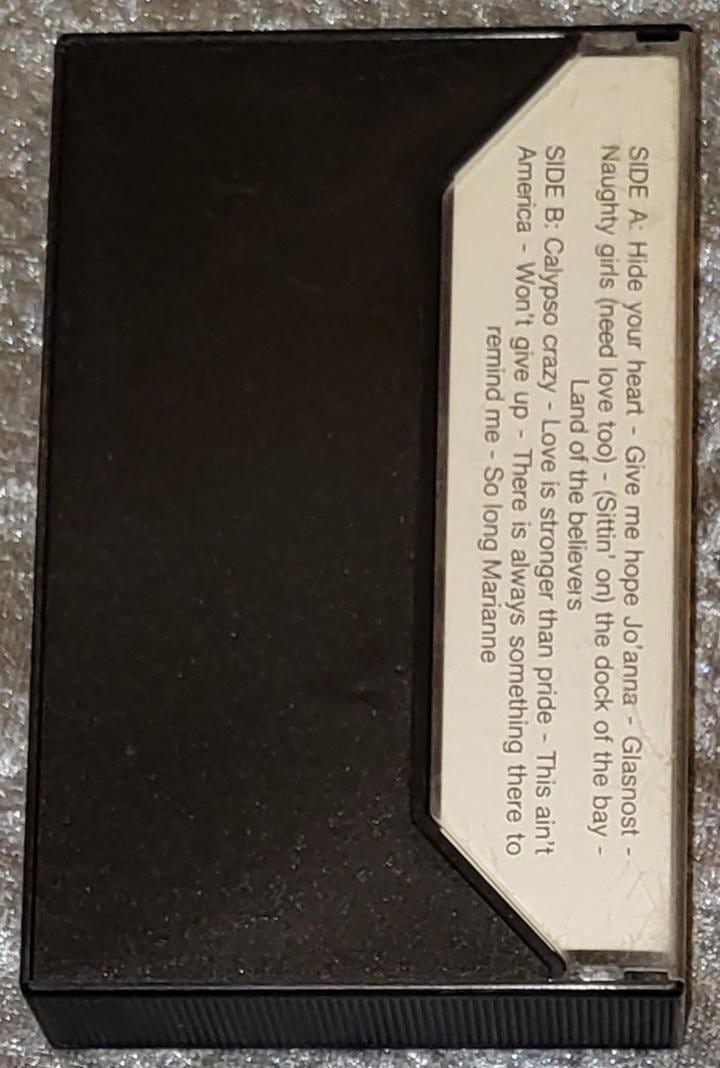 SIDE A: Hide your heart - Give me hope Jo'anna - Glasnost -
Naughty girls (need love too) - (Sittin' on) the dock of the bay -
Land of the believers
SIDE B: Calypso crazy - Love is stronger than pride - This ain't
America - Won't give up - There is always something there to
remind me - So long Marianne